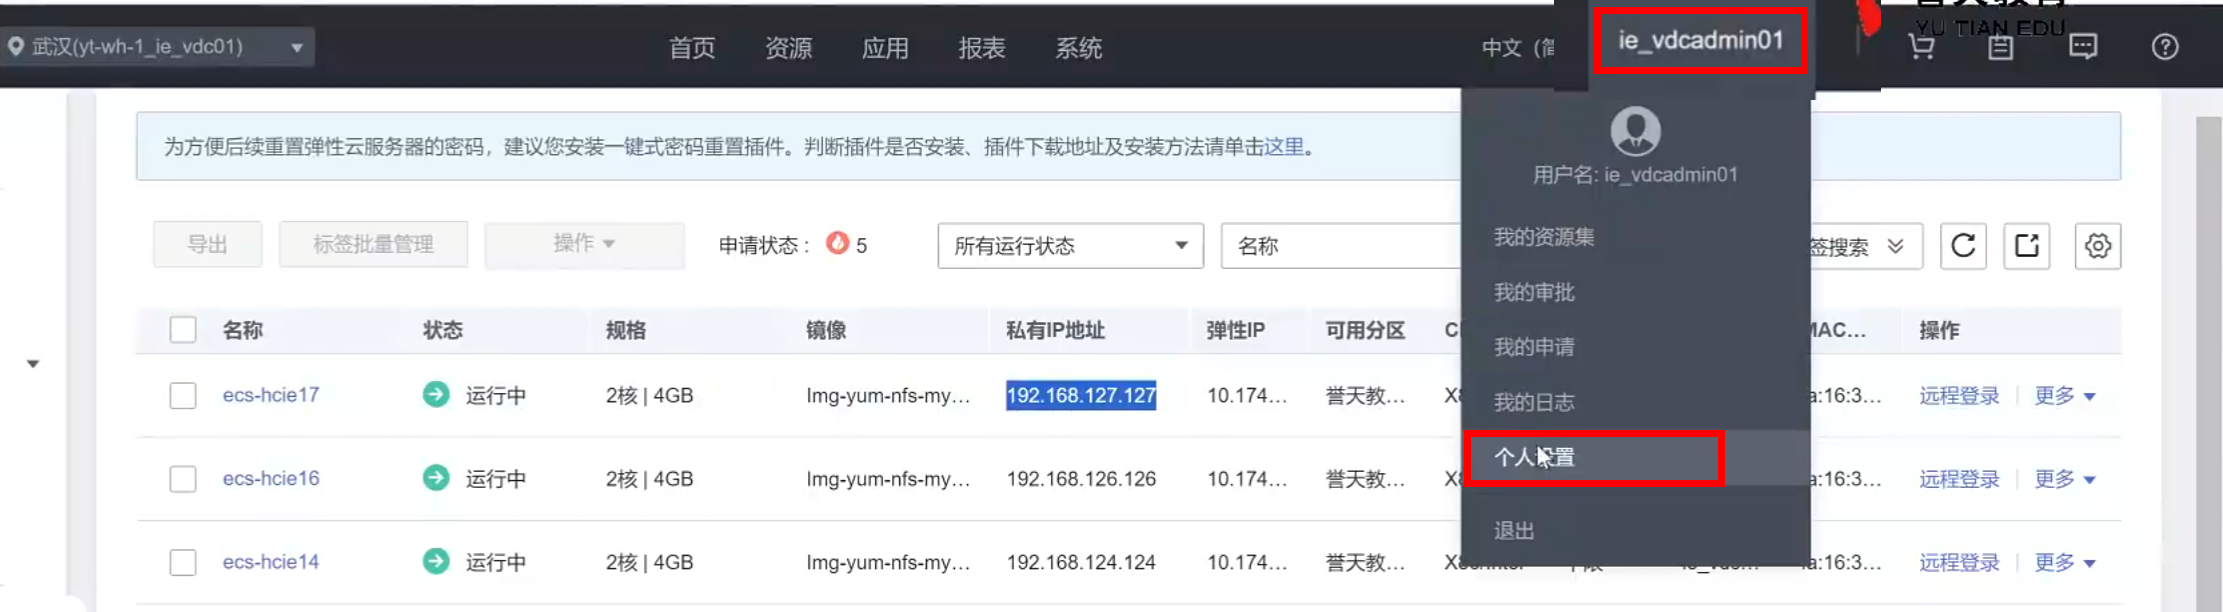 誉天教育
YU TIAN EDU
武汉(yt-wh-1_ie_vdc01)
首页 资源 应用 报表 系统
中文（简
ie_vdcadmin01
为方便后续重置弹性云服务器的密码，建议您安装一键式密码重置插件。判断插件是否安装、插件下载地址及安装方法请单击这里。
用户名: ie_vdcadmin01
我的资源集
我的审批
我的申请
我的日志
个人设置
退出
导出 标签批量管理 操作 申请状态： 5 所有运行状态 名称 签搜索
名称 状态 规格 镜像 私有IP地址 弹性IP 可用分区 C MAC... 操作
ecs-hcie17 运行中 2核 | 4GB Img-yum-nfs-my... 192.168.127.127 10.174... 誉天教... a:16:3... 远程登录 更多
ecs-hcie16 运行中 2核 | 4GB Img-yum-nfs-my... 192.168.126.126 10.174... 誉天教... a:16:3... 远程登录 更多
ecs-hcie14 运行中 2核 | 4GB Img-yum-nfs-my... 192.168.124.124 10.174... 誉天教... a:16:3... 远程登录 更多